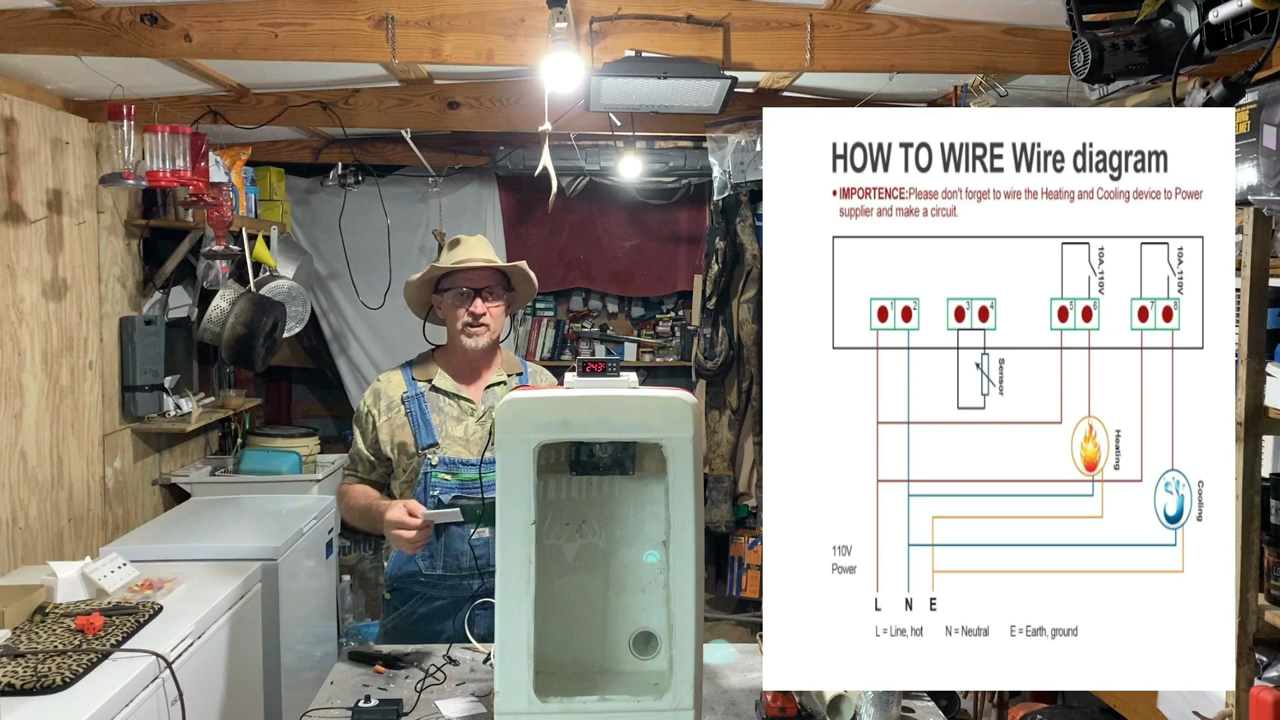 HOW TO WIRE Wire diagram
• IMPORTENCE:Please don't forget to wire the Heating and Cooling device to Power
supplier and make a circuit.
10A.110V
10A.110V
1 2 3 4 5 6 7 8
Sensor
Heating
Cooling
110V
Power
L N E
L = Line, hot N = Neutral E = Earth, ground